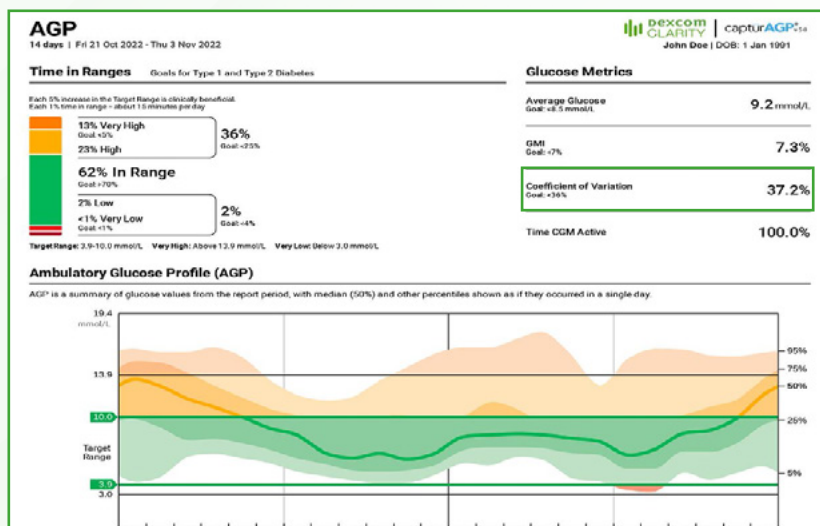 AGP
14 days | Fri 21 Oct 2022 - Thu 3 Nov 2022
Dexcom CLARITY | capturAGP
John Doe | DOB: 1 Jan 1991
Time in Ranges Goals for Type 1 and Type 2 Diabetes
Each 5% increase in the Target Range is clinically beneficial.
Each 1% time in range = about 15 minutes per day
13% Very High
Goal: <5%
23% High
36%
Goal: <25%
62% In Range
Goal: >70%
2% Low
<1% Very Low
Goal: <1%
2%
Goal: <4%
Target Range: 3.9-10.0 mmol/L Very High: Above 13.9 mmol/L Very Low: Below 3.0 mmol/L
Glucose Metrics
Average Glucose 9.2 mmol/L
Goal: <8.5 mmol/L
GMI 7.3%
Goal: <7%
Coefficient of Variation 37.2%
Goal: <36%
Time CGM Active 100.0%
Ambulatory Glucose Profile (AGP)
AGP is a summary of glucose values from the report period, with median (50%) and other percentiles shown as if they occurred in a single day.
19.4
mmol/L
13.9
10.0
Target
Range
3.9
3.0
95%
75%
50%
25%
5%